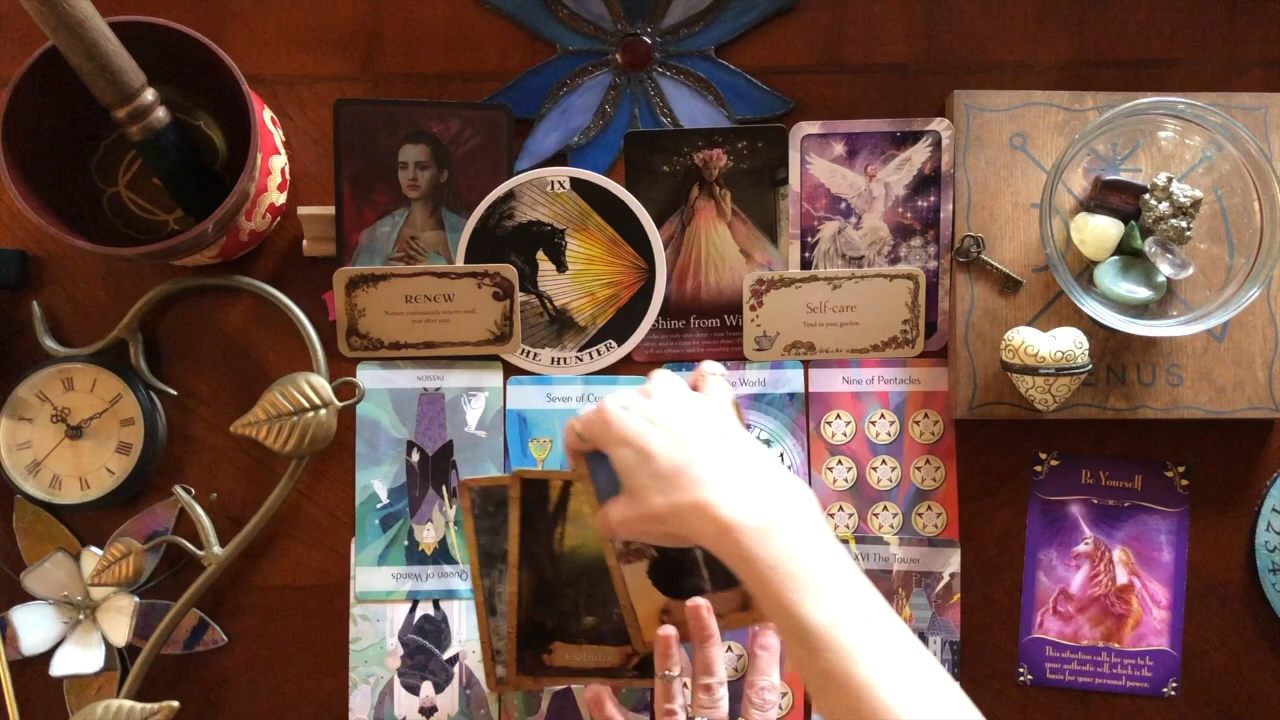 IX
THE HUNTER
RENEW
Nature continuously renews itself,
year after year.
Shine from Wi
Self-care
Tend to your garden.
PASSION
Queen of Wands
Seven of Cu
The World
Nine of Pentacles
XVI The Tower
VENUS
Be Yourself
This situation calls for you to be
your authentic self, which is the
basis for your personal power.